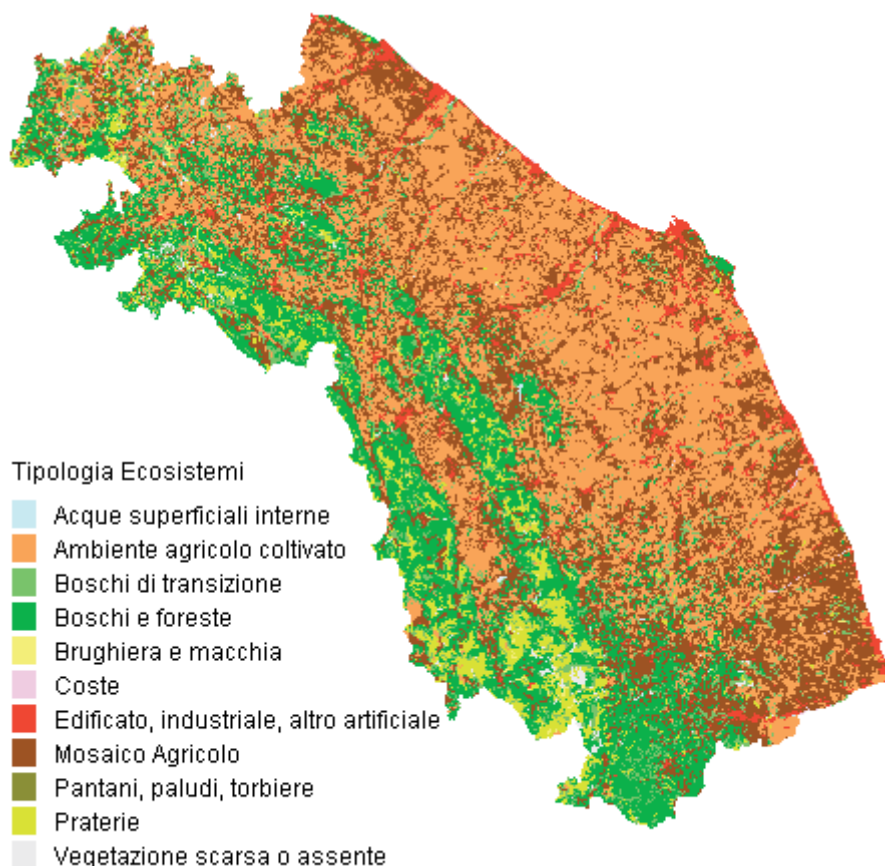 Tipologia Ecosistemi
Acque superficiali interne
Ambiente agricolo coltivato
Boschi di transizione
Boschi e foreste
Brughiera e macchia
Coste
Edificato, industriale, altro artificiale
Mosaico Agricolo
Pantani, paludi, torbiere
Praterie
Vegetazione scarsa o assente